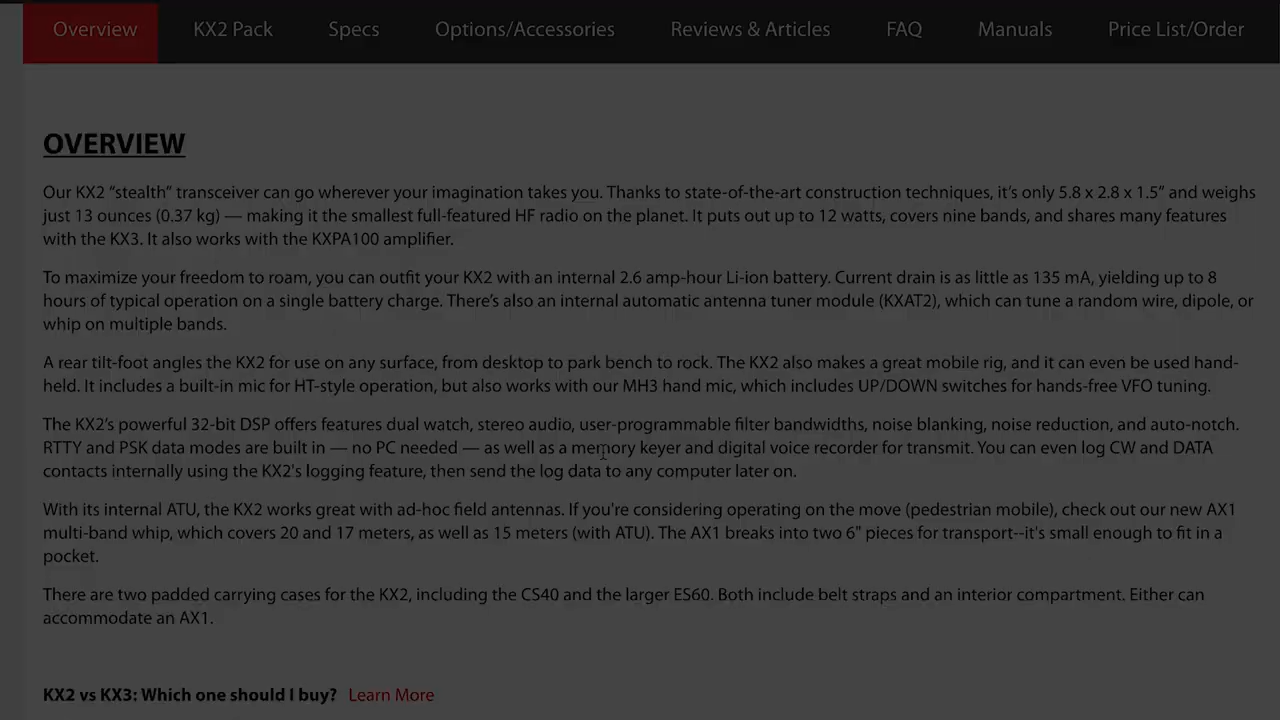 Overview KX2 Pack Specs Options/Accessories Reviews & Articles FAQ Manuals Price List/Order
OVERVIEW
Our KX2 “stealth” transceiver can go wherever your imagination takes you. Thanks to state-of-the-art construction techniques, it’s only 5.8 x 2.8 x 1.5” and weighs
just 13 ounces (0.37 kg) — making it the smallest full-featured HF radio on the planet. It puts out up to 12 watts, covers nine bands, and shares many features
with the KX3. It also works with the KXPA100 amplifier.
To maximize your freedom to roam, you can outfit your KX2 with an internal 2.6 amp-hour Li-ion battery. Current drain is as little as 135 mA, yielding up to 8
hours of typical operation on a single battery charge. There’s also an internal automatic antenna tuner module (KXAT2), which can tune a random wire, dipole, or
whip on multiple bands.
A rear tilt-foot angles the KX2 for use on any surface, from desktop to park bench to rock. The KX2 also makes a great mobile rig, and it can even be used hand-
held. It includes a built-in mic for HT-style operation, but also works with our MH3 hand mic, which includes UP/DOWN switches for hands-free VFO tuning.
The KX2’s powerful 32-bit DSP offers features dual watch, stereo audio, user-programmable filter bandwidths, noise blanking, noise reduction, and auto-notch.
RTTY and PSK data modes are built in — no PC needed — as well as a memory keyer and digital voice recorder for transmit. You can even log CW and DATA
contacts internally using the KX2’s logging feature, then send the log data to any computer later on.
With its internal ATU, the KX2 works great with ad-hoc field antennas. If you're considering operating on the move (pedestrian mobile), check out our new AX1
multi-band whip, which covers 20 and 17 meters, as well as 15 meters (with ATU). The AX1 breaks into two 6" pieces for transport--it's small enough to fit in a
pocket.
There are two padded carrying cases for the KX2, including the CS40 and the larger ES60. Both include belt straps and an interior compartment. Either can
accommodate an AX1.
KX2 vs KX3: Which one should I buy? Learn More